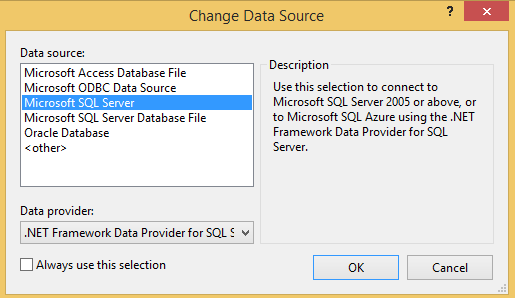 Change Data Source
?
Data source:
Microsoft Access Database File
Microsoft ODBC Data Source
Microsoft SQL Server
Microsoft SQL Server Database File
Oracle Database
<other>
Description
Use this selection to connect to
Microsoft SQL Server 2005 or above, or
to Microsoft SQL Azure using the .NET
Framework Data Provider for SQL
Server.
Data provider:
.NET Framework Data Provider for SQL S
Always use this selection
OK
Cancel